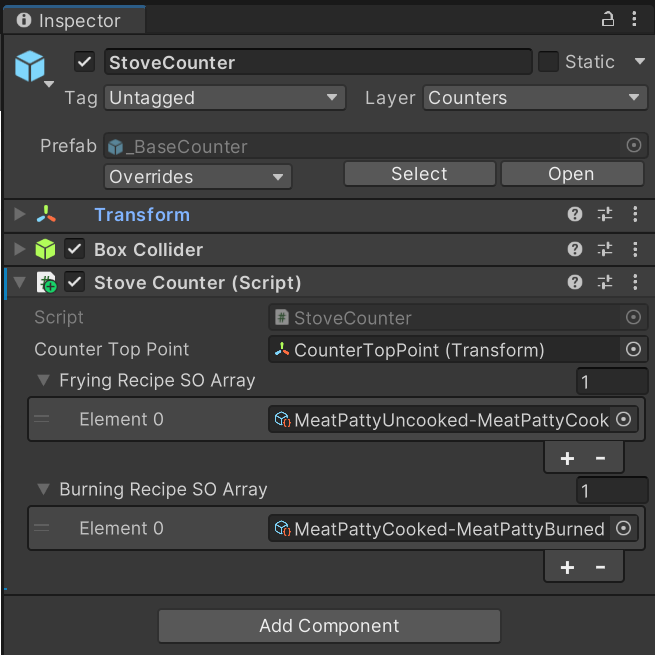 Inspector
StoveCounter
Static
Tag Untagged Layer Counters
Prefab _BaseCounter
Overrides Select Open
Transform
Box Collider
Stove Counter (Script)
Script StoveCounter
Counter Top Point CounterTopPoint (Transform)
Frying Recipe SO Array 1
Element 0 MeatPattyUncooked-MeatPattyCook
+ -
Burning Recipe SO Array 1
Element 0 MeatPattyCooked-MeatPattyBurned
+ -
Add Component